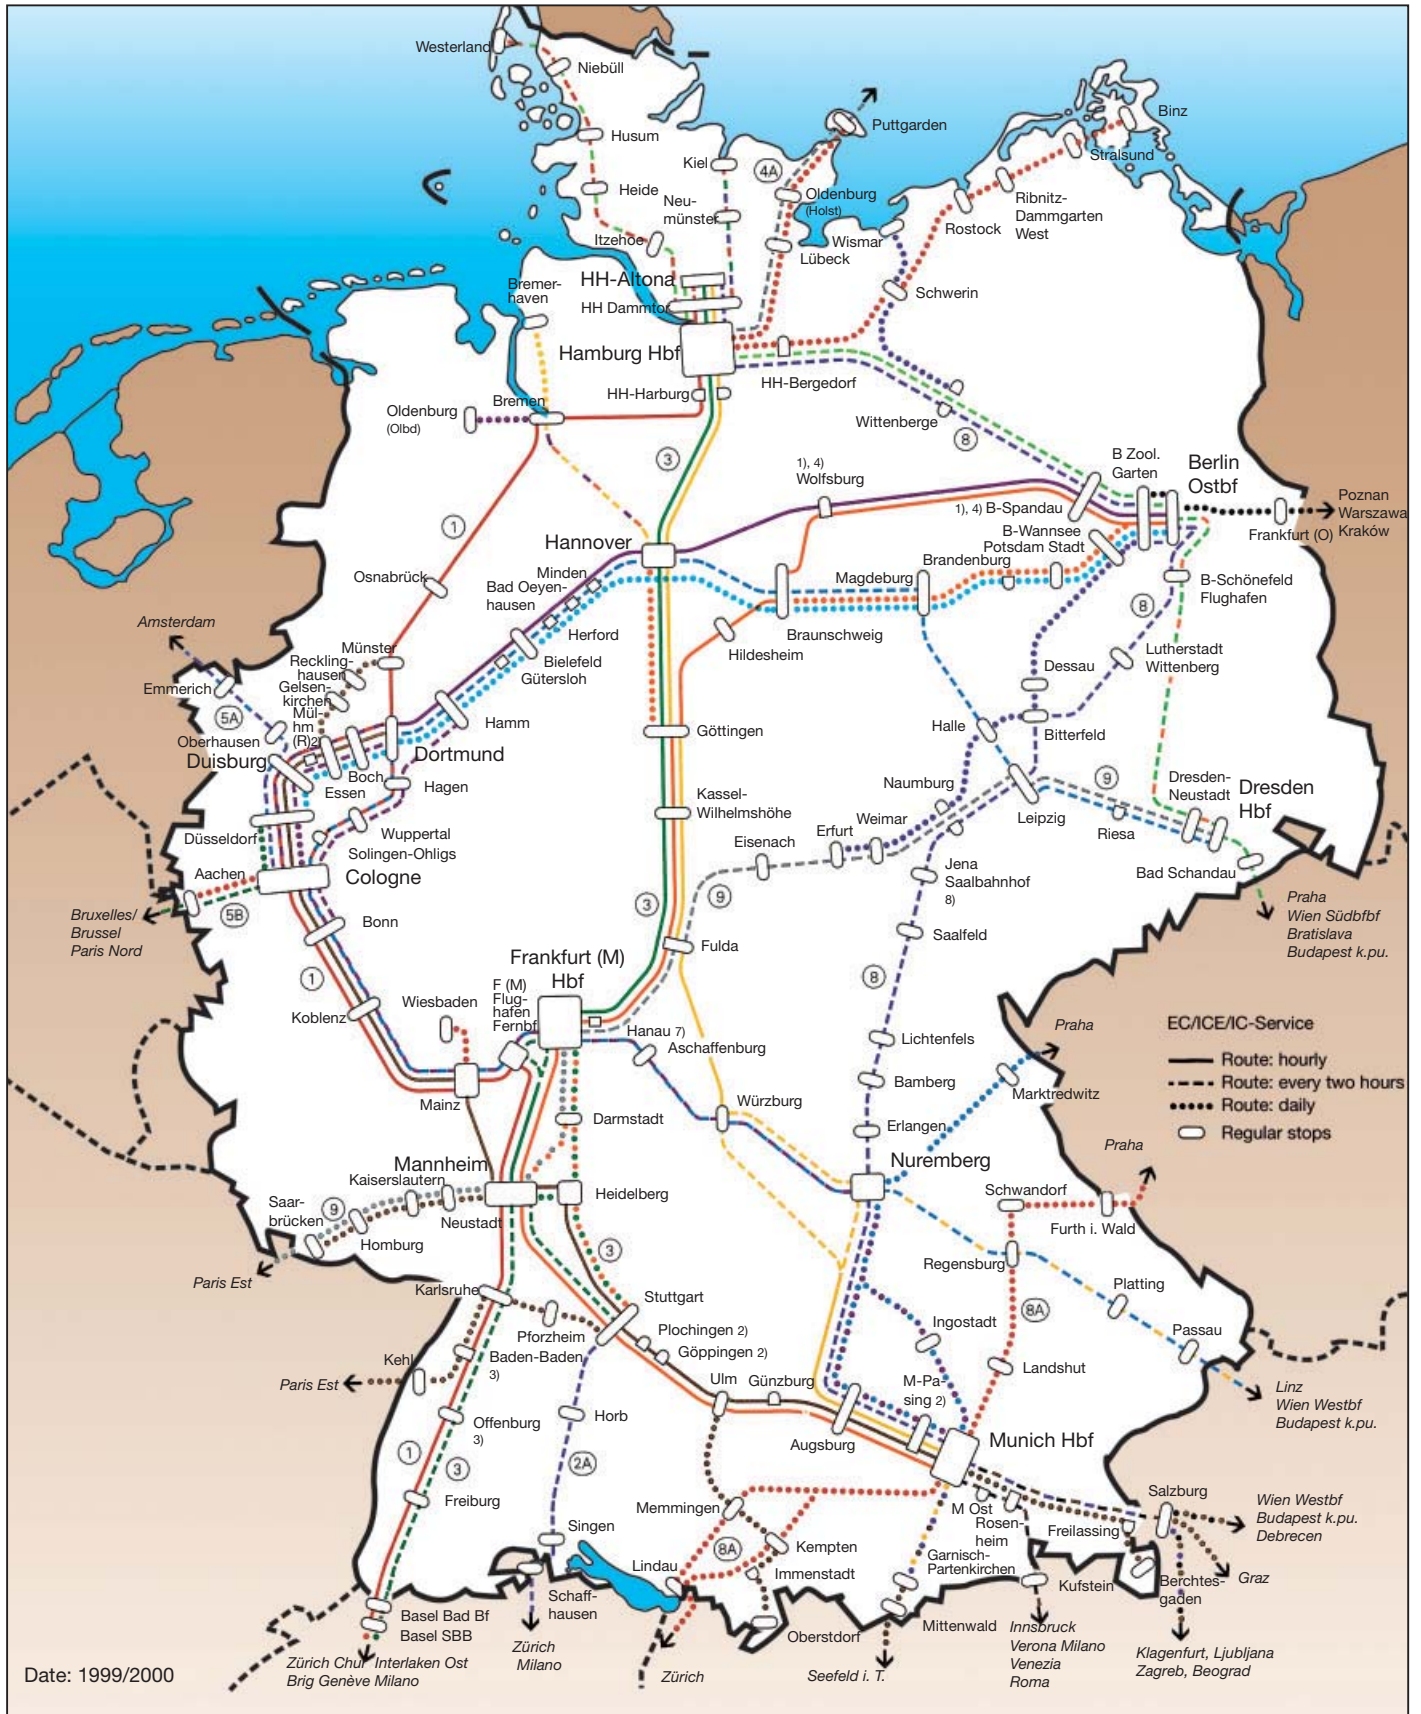 Westerland
Niebüll
Husum
Heide
Itzehoe
Kiel
Neu-
münster
4A
Puttgarden
Oldenburg
(Holst)
Lübeck
Wismar
Schwerin
Rostock
Ribnitz-
Dammgarten
West
Stralsund
Binz
HH-Altona
HH Dammtor
Hamburg Hbf
HH-Harburg
HH-Bergedorf
Bremer-
haven
Bremen
Oldenburg
(Olbd)
Wittenberge
8
3
1
1), 4)
Wolfsburg
1), 4) B-Spandau
B Zool.
Garten
Berlin
Ostbf
Poznan
Warszawa
Kraków
Frankfurt (O)
B-Wannsee
Potsdam Stadt
Brandenburg
Magdeburg
B-Schönefeld
Flughafen
8
Hannover
Minden
Bad Oeyen-
hausen
Herford
Bielefeld
Gütersloh
Hamm
Osnabrück
Münster
Reckling-
hausen
Gelsen-
kirchen
Mül-
hm
(R)2)
Amsterdam
Emmerich
5A
Oberhausen
Duisburg
Dortmund
Boch.
Essen
Hagen
Wuppertal
Solingen-Ohligs
Düsseldorf
Aachen
Cologne
5B
Bruxelles/
Brussel
Paris Nord
Braunschweig
Hildesheim
Göttingen
Kassel-
Wilhelmshöhe
Dessau
Lutherstadt
Wittenberg
Halle
Bitterfeld
Naumburg
Leipzig
9
Riesa
Dresden-
Neustadt
Dresden
Hbf
Bad Schandau
Praha
Wien Südbfbf
Bratislava
Budapest k.pu.
Eisenach
Erfurt
Weimar
Jena
Saalbahnhof
8)
Saalfeld
8
Lichtenfels
Bamberg
Erlangen
Nuremberg
3
9
Fulda
Bonn
1
Koblenz
Wiesbaden
Frankfurt (M)
Hbf
F (M)
Flug-
hafen
Fernbf
Hanau 7)
Aschaffenburg
Mainz
Würzburg
Darmstadt
Mannheim
Kaiserslautern
Saar-
brücken
9
Homburg
Neustadt
Heidelberg
Paris Est
Praha
Marktredwitz
EC/ICE/IC-Service
Route: hourly
Route: every two hours
Route: daily
Regular stops
Praha
Schwandorf
Furth i. Wald
Regensburg
Platting
Passau
8A
Landshut
Ingostadt
Linz
Wien Westbf
Budapest k.pu.
3
Karlsruhe
Stuttgart
Pforzheim
Plochingen 2)
Göppingen 2)
Baden-Baden
3)
Kehl
Paris Est
Ulm
Günzburg
Augsburg
M-Pa-
sing 2)
Munich Hbf
Offenburg
3)
Horb
2A
1
3
Freiburg
Singen
Schaff-
hausen
Zürich
Milano
Memmingen
8A
Kempten
Lindau
Immenstadt
Oberstdorf
Zürich
M Ost
Rosen-
heim
Freilassing
Salzburg
Wien Westbf
Budapest k.pu.
Debrecen
Graz
Berchtes-
gaden
Garnisch-
Partenkirchen
Kufstein
Mittenwald
Innsbruck
Verona Milano
Venezia
Roma
Klagenfurt, Ljubljana
Zagreb, Beograd
Seefeld i. T.
Basel Bad Bf
Basel SBB
Zürich Chur Interlaken Ost
Brig Genève Milano
Date: 1999/2000